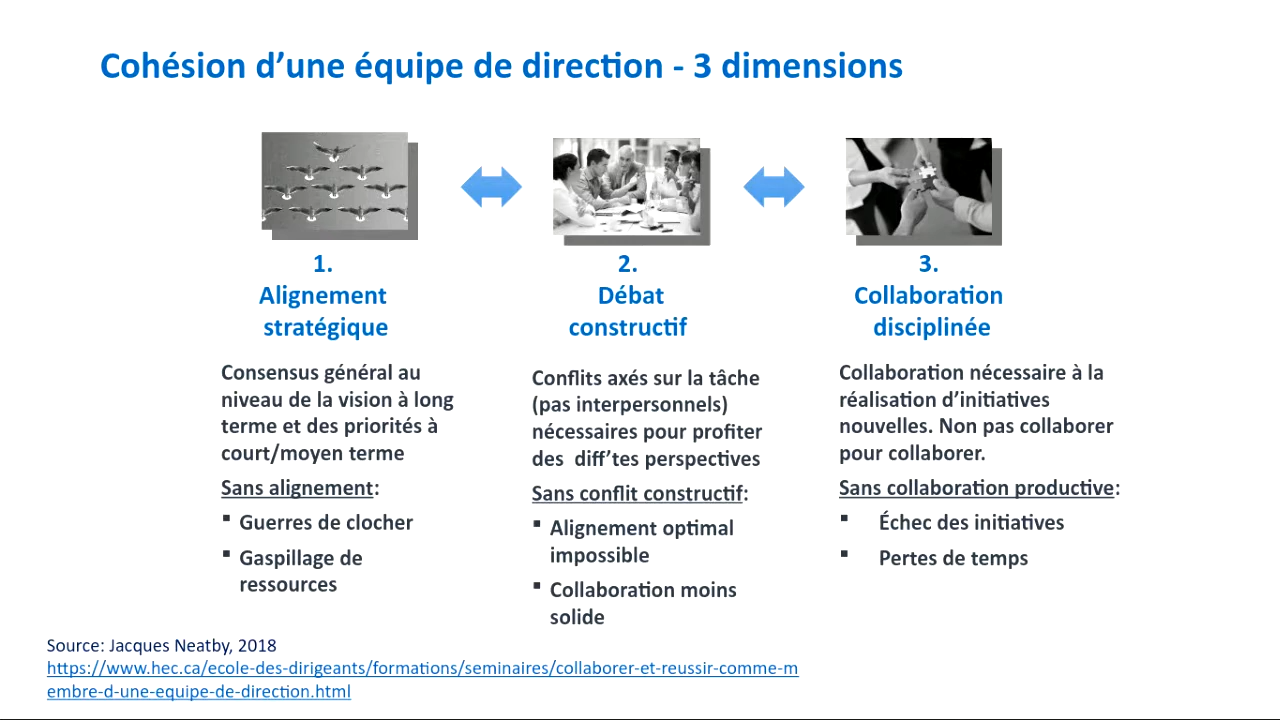 Cohésion d’une équipe de direction - 3 dimensions
1.
Alignement
stratégique
Consensus général au
niveau de la vision à long
terme et des priorités à
court/moyen terme
Sans alignement:
▪ Guerres de clocher
▪ Gaspillage de
ressources
2.
Débat
constructif
Conflits axés sur la tâche
(pas interpersonnels)
nécessaires pour profiter
des diff’tes perspectives
Sans conflit constructif:
▪ Alignement optimal
impossible
▪ Collaboration moins
solide
3.
Collaboration
disciplinée
Collaboration nécessaire à la
réalisation d’initiatives
nouvelles. Non pas collaborer
pour collaborer.
Sans collaboration productive:
▪ Échec des initiatives
▪ Pertes de temps
Source: Jacques Neatby, 2018
https://www.hec.ca/ecole-des-dirigeants/formations/seminaires/collaborer-et-reussir-comme-m
embre-d-une-equipe-de-direction.html